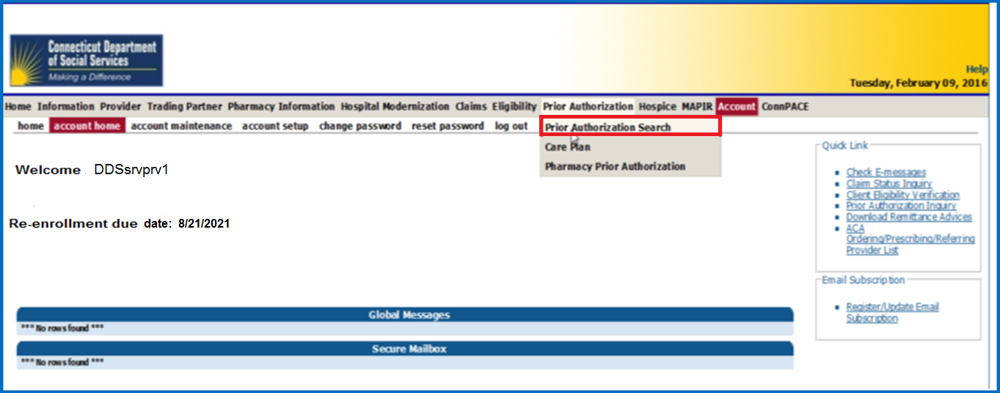 Connecticut Department
of Social Services
Making a Difference
Help
Tuesday, February 09, 2016
Home Information Provider Trading Partner Pharmacy Information Hospital Modernization Claims Eligibility Prior Authorization Hospice MAPIR Account ConnPACE
home account home account maintenance account setup change password reset password log out
Prior Authorization Search
Care Plan
Pharmacy Prior Authorization
Welcome DDSsrvprv1
Re-enrollment due date: 8/21/2021
Quick Link
Check E-messages
Claim Status Inquiry
Client Eligibility Verification
Prior Authorization Inquiry
Download Remittance Advices
ACA
Ordering/Prescribing/Referring
Provider List
Email Subscription
Register/Update Email
Subscription
Global Messages
*** No rows found ***
Secure Mailbox
*** No rows found ***